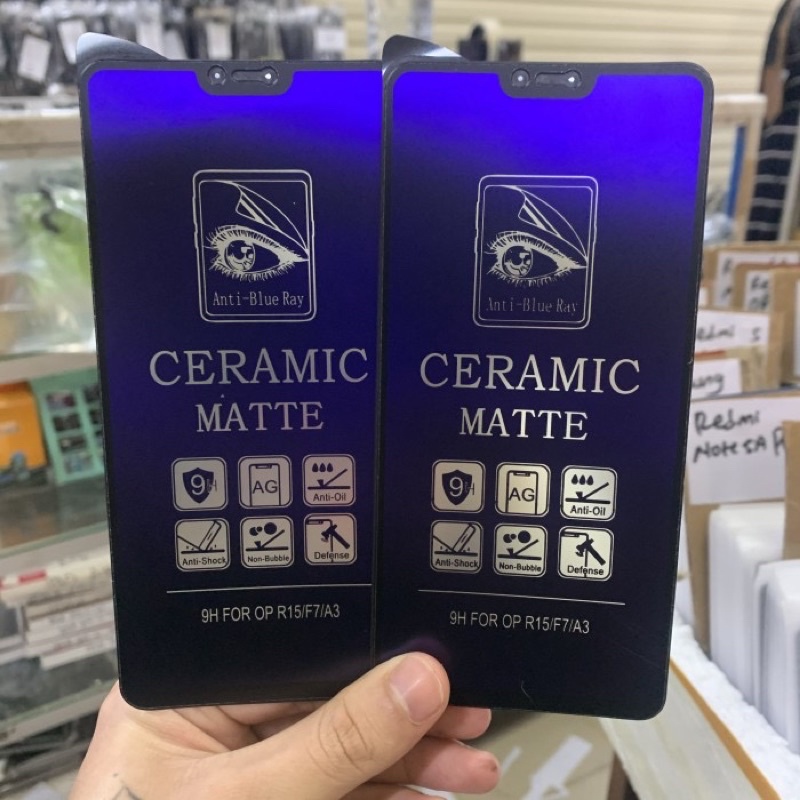 Anti-Blue Ray
CERAMIC
MATTE
9H
AG
Anti-Oil
Anti-Shock
Non-Bubble
Defense
9H FOR OP R15/F7/A3
Anti-Blue Ray
CERAMIC
MATTE
9H
AG
Anti-Oil
Anti-Shock
Non-Bubble
Defense
9H FOR OP R15/F7/A3
Redmi
Note 5A